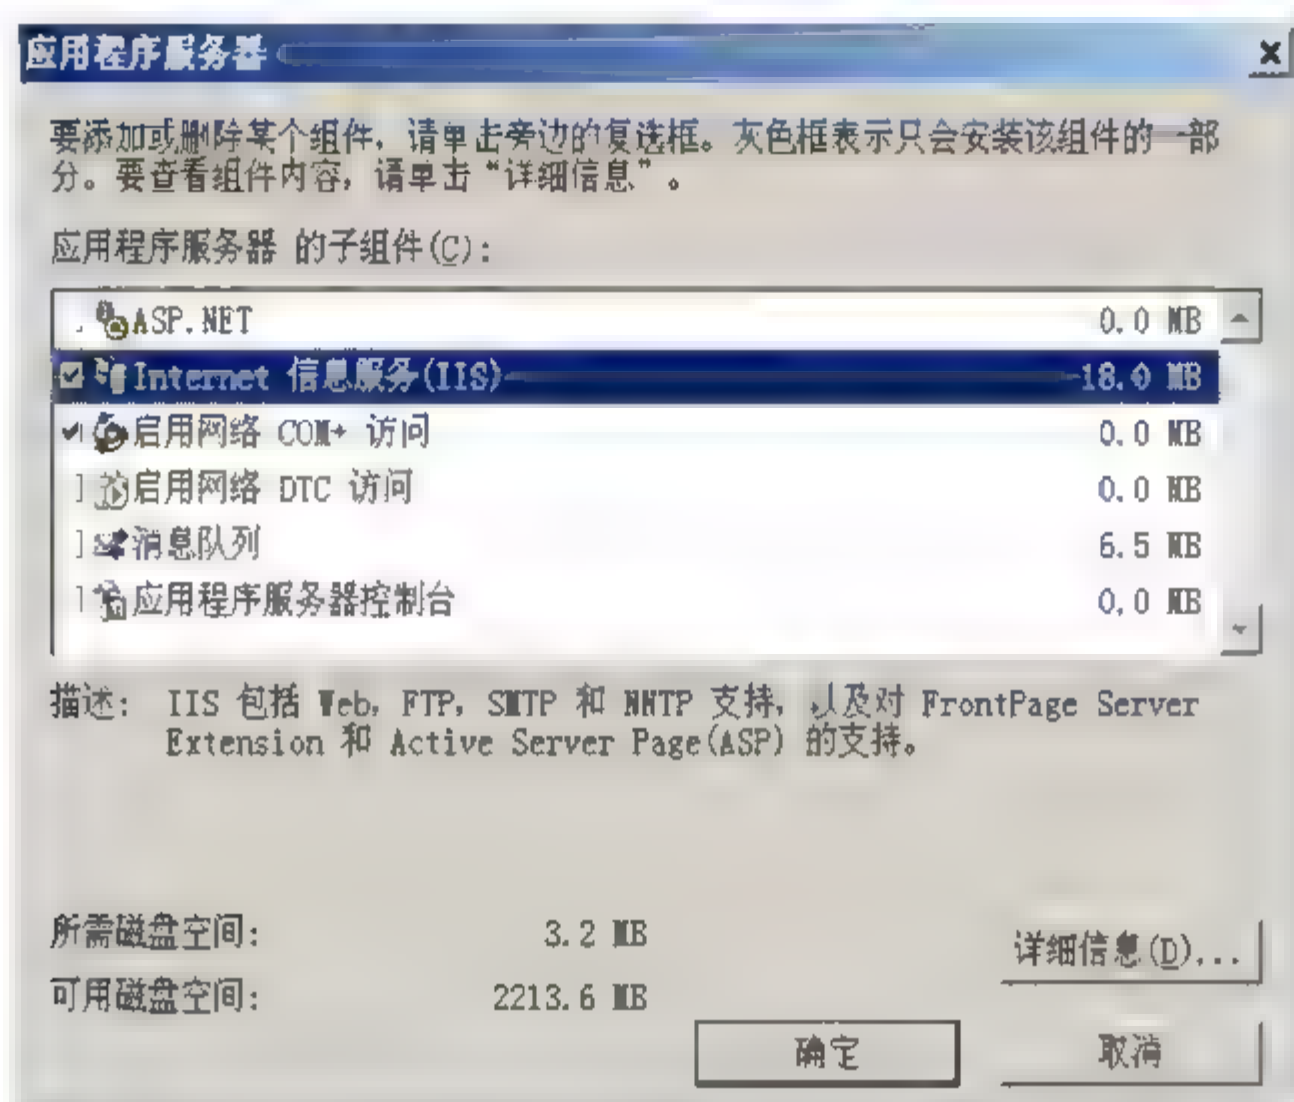 应用程序服务器
要添加或删除某个组件，请单击旁边的复选框。灰色框表示只会安装该组件的一部
分。要查看组件内容，请单击“详细信息”。
应用程序服务器 的子组件(C):
ASP.NET 0.0 MB
Internet 信息服务(IIS) 18.0 MB
启用网络 COM+ 访问 0.0 MB
启用网络 DTC 访问 0.0 MB
消息队列 6.5 MB
应用程序服务器控制台 0.0 MB
描述: IIS 包括 Web, FTP, SMTP 和 NNTP 支持, 以及对 FrontPage Server
Extension 和 Active Server Page(ASP) 的支持。
所需磁盘空间: 3.2 MB
详细信息(D)...
可用磁盘空间: 2213.6 MB
确定
取消